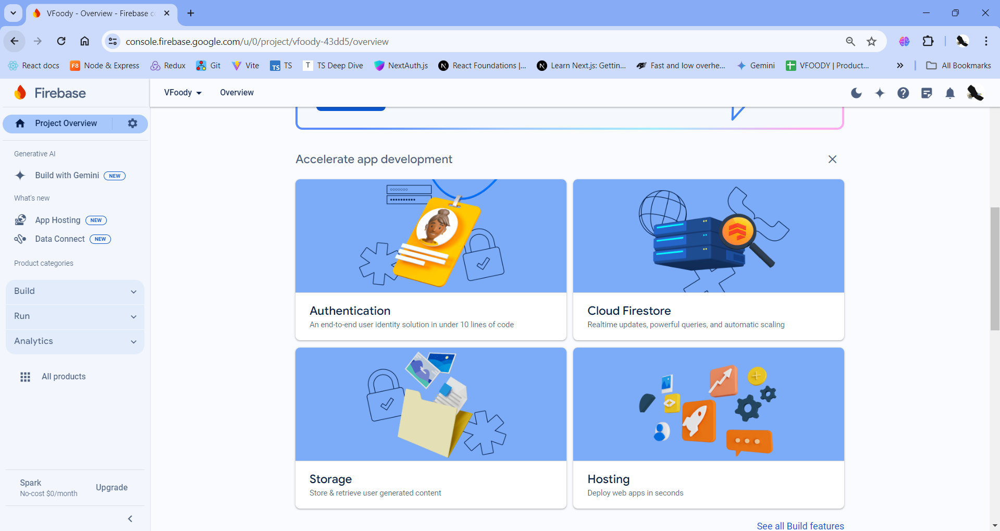 VFoody - Overview - Firebase c
console.firebase.google.com/u/0/project/vfoody-43dd5/overview
React docs
F8 Node & Express
Redux
Git
Vite
TS TS
T TS Deep Dive
NextAuth.js
N React Foundations |...
N Learn Next.js: Gettin...
Fast and low overhe...
Gemini
VFOODY | Product...
All Bookmarks
Firebase
VFoody
Overview
Project Overview
Generative AI
Build with Gemini NEW
What's new
App Hosting NEW
Data Connect NEW
Product categories
Build
Run
Analytics
All products
Spark
No-cost $0/month
Upgrade
Accelerate app development
Authentication
An end-to-end user identity solution in under 10 lines of code
Cloud Firestore
Realtime updates, powerful queries, and automatic scaling
Storage
Store & retrieve user generated content
Hosting
Deploy web apps in seconds
See all Build features